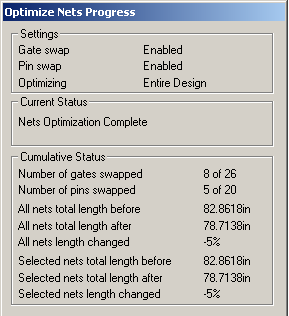 Optimize Nets Progress
Settings
Gate swap Enabled
Pin swap Enabled
Optimizing Entire Design
Current Status
Nets Optimization Complete
Cumulative Status
Number of gates swapped 8 of 26
Number of pins swapped 5 of 20
All nets total length before 82.8618in
All nets total length after 78.7138in
All nets length changed -5%
Selected nets total length before 82.8618in
Selected nets total length after 78.7138in
Selected nets length changed -5%